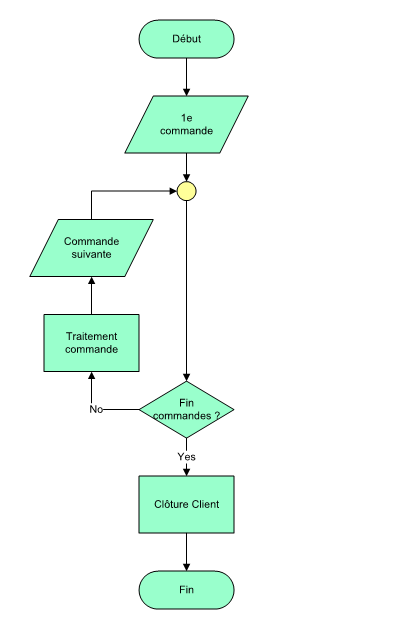 Début
1e
commande
Commande
suivante
Traitement
commande
Fin
commandes ?
No
Yes
Clôture Client
Fin